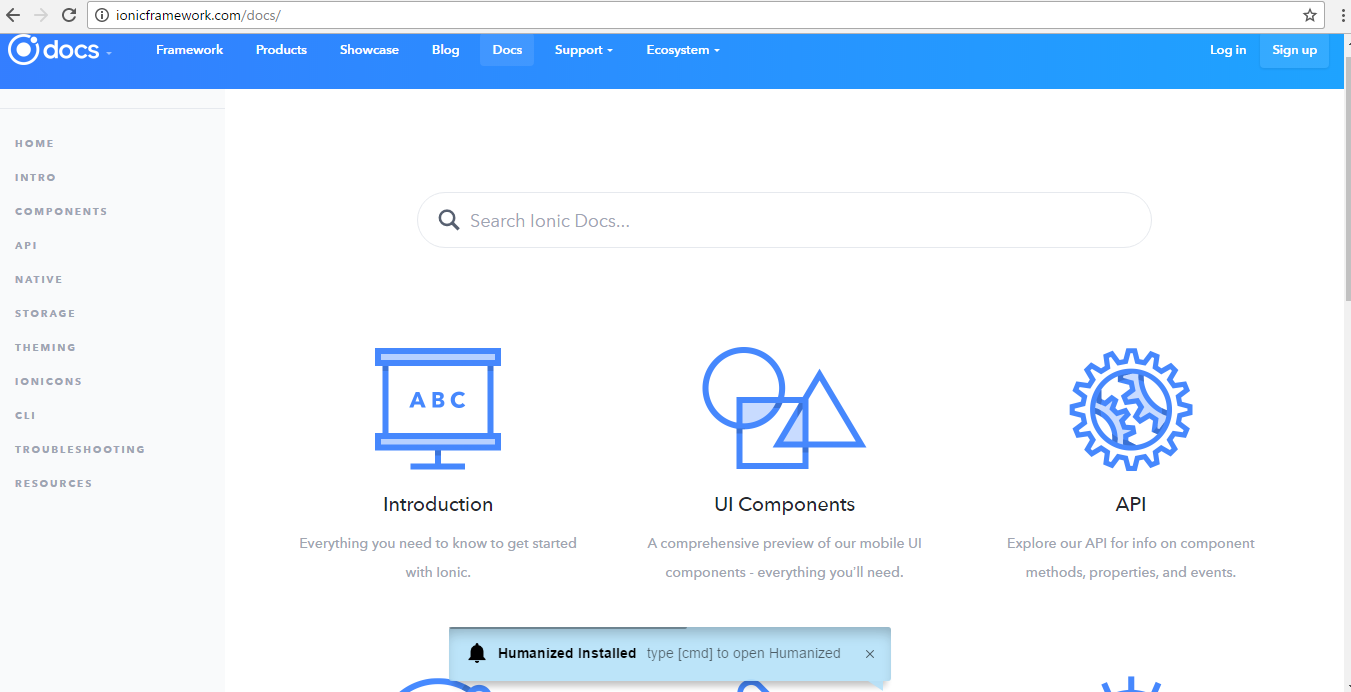 ionicframework.com/docs/
docs Framework Products Showcase Blog Docs Support Ecosystem Log in Sign up
HOME
INTRO
COMPONENTS
API
NATIVE
STORAGE
THEMING
IONICONS
CLI
TROUBLESHOOTING
RESOURCES
Search Ionic Docs...
ABC
Introduction
Everything you need to know to get started
with Ionic.
UI Components
A comprehensive preview of our mobile UI
components - everything you'll need.
API
Explore our API for info on component
methods, properties, and events.
Humanized Installed type [cmd] to open Humanized ×